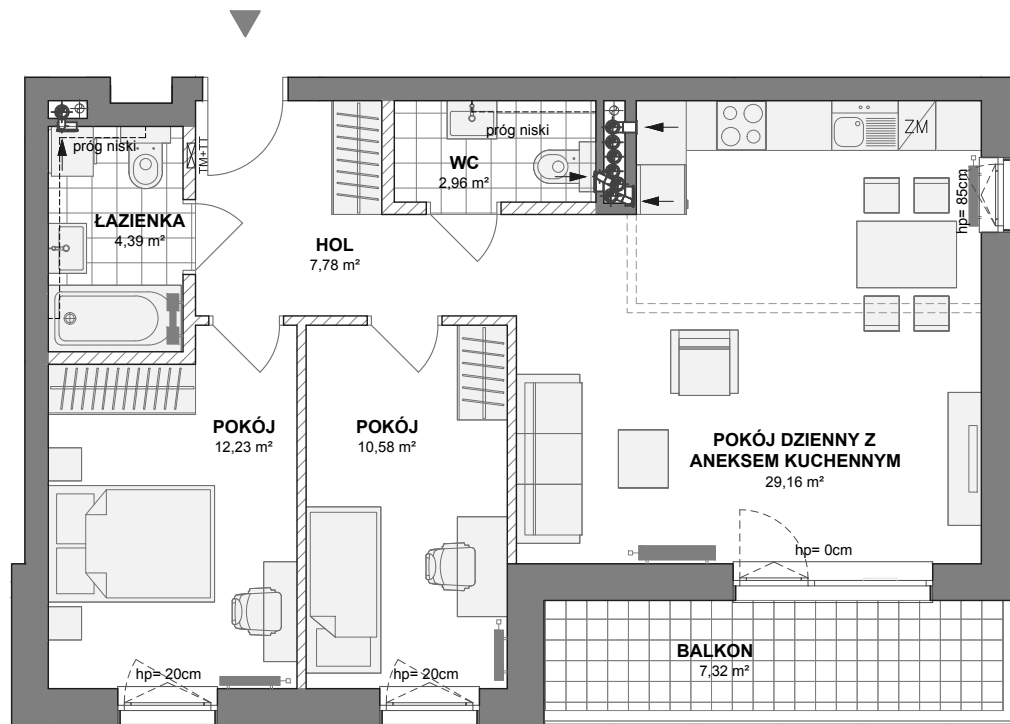 TM+TT
próg niski
ŁAZIENKA
4,39 m²
próg niski
WC
2,96 m²
HOL
7,78 m²
ZM
hp= 85cm
POKÓJ
12,23 m²
POKÓJ
10,58 m²
POKÓJ DZIENNY Z
ANEKSEM KUCHENNYM
29,16 m²
hp= 0cm
hp= 20cm
hp= 20cm
BALKON
7,32 m²